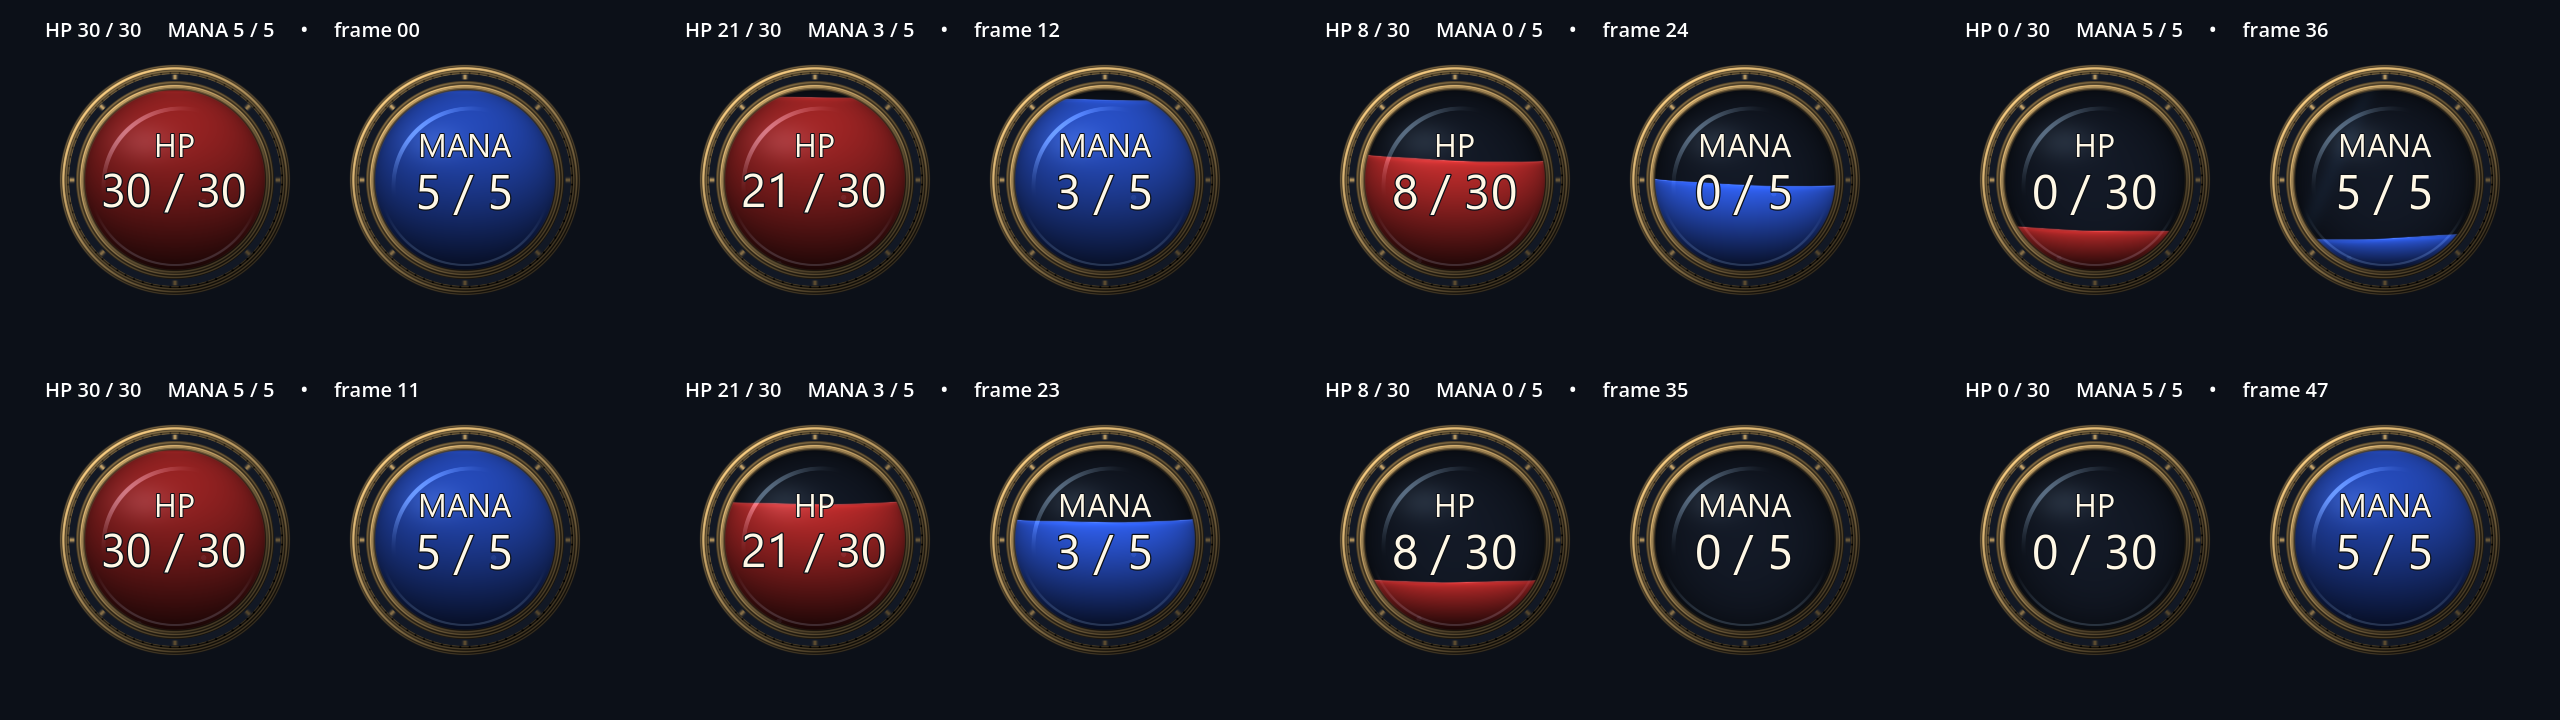 HP 30 / 30 MANA 5 / 5 • frame 00
HP
30 / 30
MANA
5 / 5
HP 21 / 30 MANA 3 / 5 • frame 12
HP
21 / 30
MANA
3 / 5
HP 8 / 30 MANA 0 / 5 • frame 24
HP
8 / 30
MANA
0 / 5
HP 0 / 30 MANA 5 / 5 • frame 36
HP
0 / 30
MANA
5 / 5
HP 30 / 30 MANA 5 / 5 • frame 11
HP
30 / 30
MANA
5 / 5
HP 21 / 30 MANA 3 / 5 • frame 23
HP
21 / 30
MANA
3 / 5
HP 8 / 30 MANA 0 / 5 • frame 35
HP
8 / 30
MANA
0 / 5
HP 0 / 30 MANA 5 / 5 • frame 47
HP
0 / 30
MANA
5 / 5